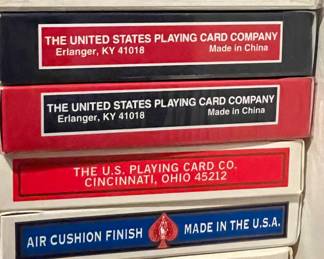 THE UNITED STATES PLAYING CARD COMPANY
Erlanger, KY 41018 Made in China
THE UNITED STATES PLAYING CARD COMPANY
Erlanger, KY 41018 Made in China
THE U.S. PLAYING CARD CO.
CINCINNATI, OHIO 45212
AIR CUSHION FINISH MADE IN THE U.S.A.